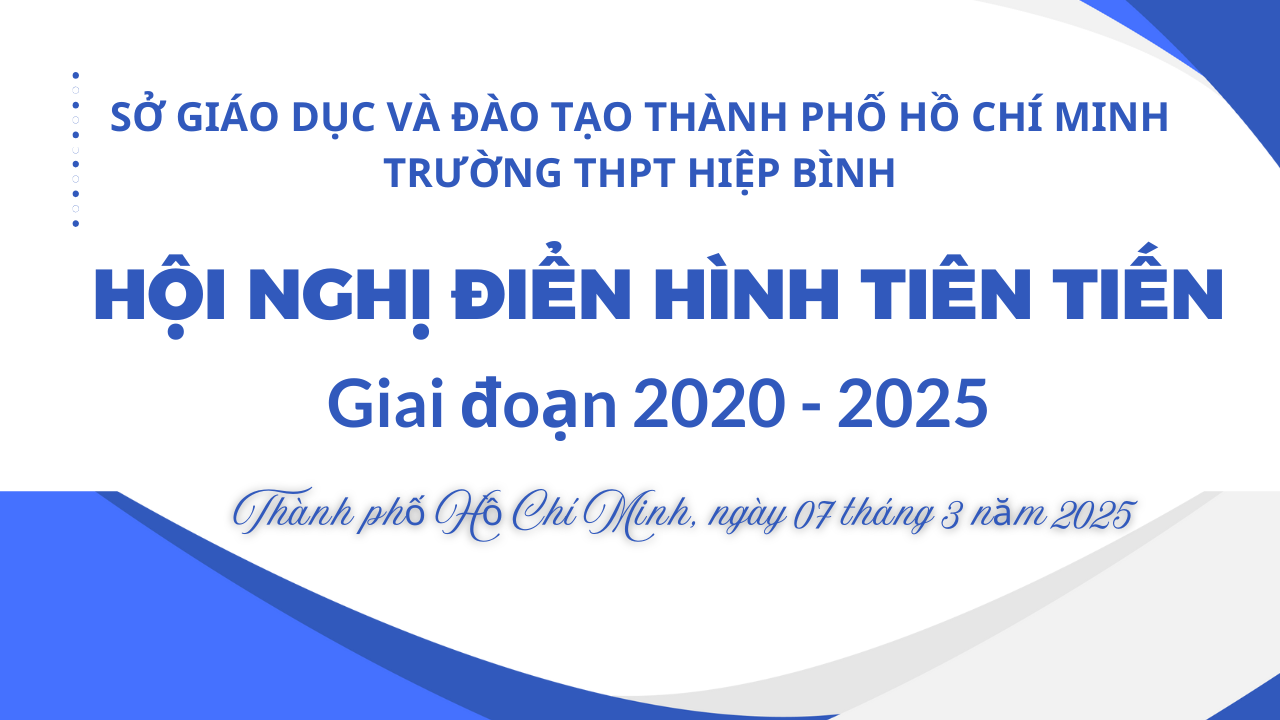 SỞ GIÁO DỤC VÀ ĐÀO TẠO THÀNH PHỐ HỒ CHÍ MINH
TRƯỜNG THPT HIỆP BÌNH
HỘI NGHỊ ĐIỂN HÌNH TIÊN TIẾN
Giai đoạn 2020 - 2025
Thành phố Hồ Chí Minh, ngày 07 tháng 3 năm 2025